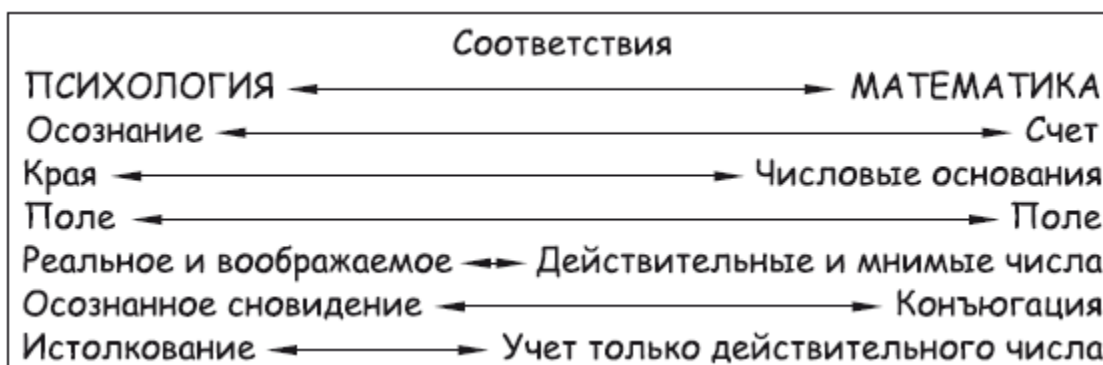 Соответствия
ПСИХОЛОГИЯ МАТЕМАТИКА
Осознание Счет
Края Числовые основания
Поле Поле
Реальное и воображаемое Действительные и мнимые числа
Осознанное сновидение Конъюгация
Истолкование Учет только действительного числа